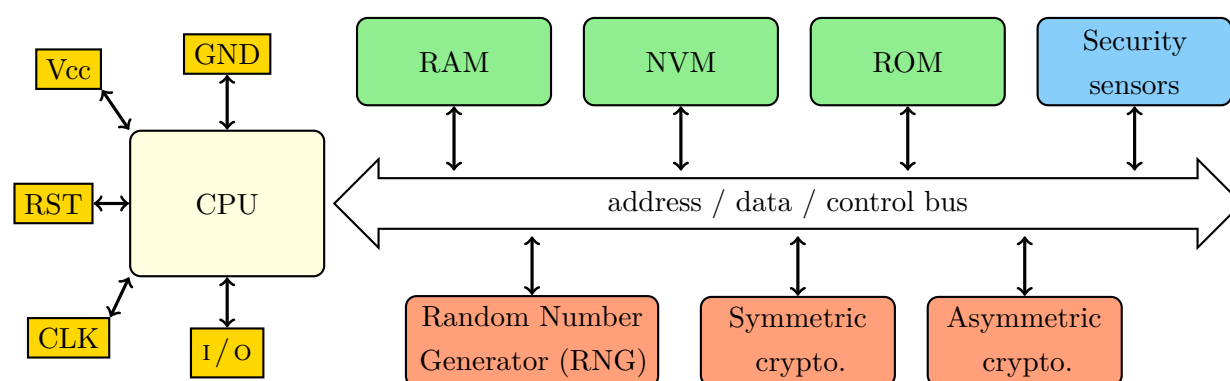 Vcc
GND
RST
CPU
CLK
I/O
RAM
NVM
ROM
Security
sensors
address / data / control bus
Random Number
Generator (RNG)
Symmetric
crypto.
Asymmetric
crypto.